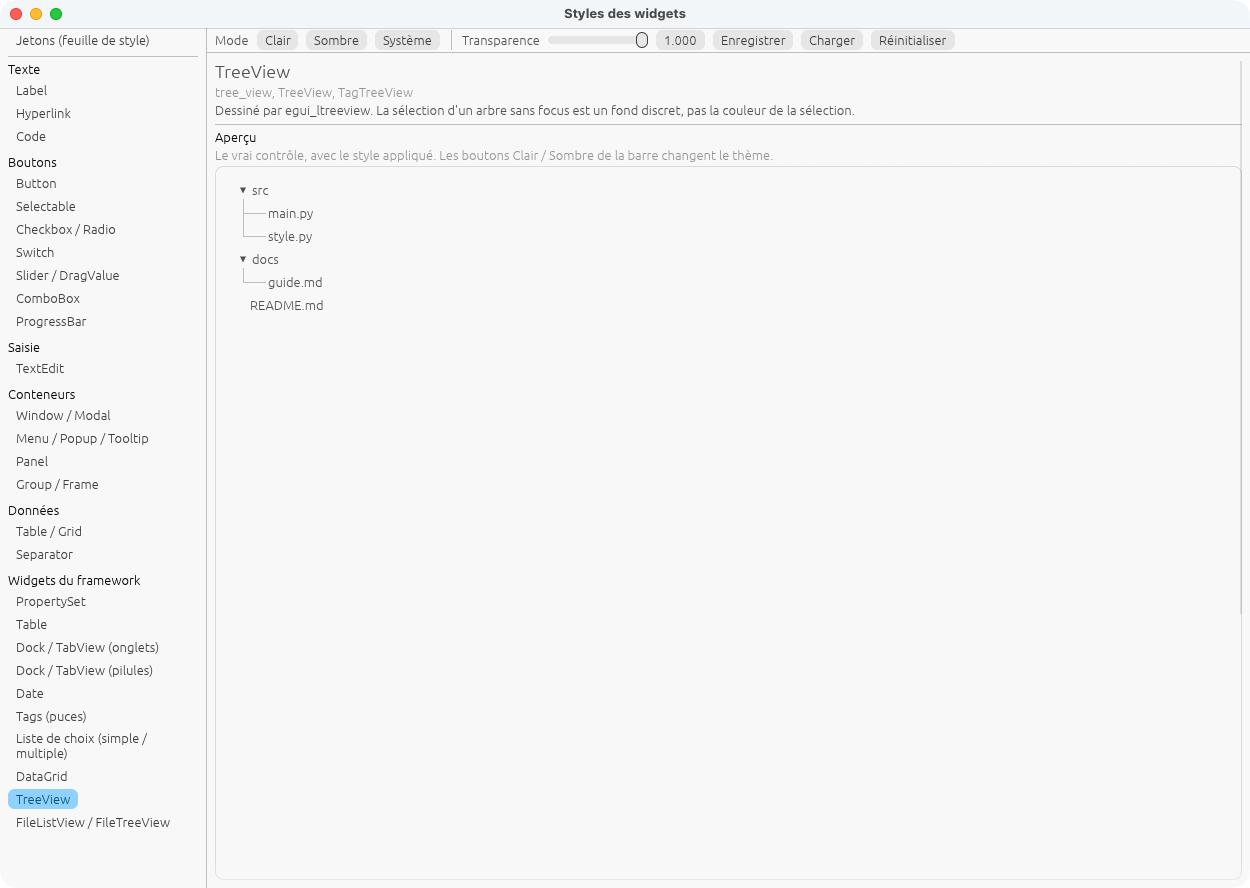 Styles des widgets
Jetons (feuille de style)
Texte
Label
Hyperlink
Code
Boutons
Button
Selectable
Checkbox / Radio
Switch
Slider / DragValue
ComboBox
ProgressBar
Saisie
TextEdit
Conteneurs
Window / Modal
Menu / Popup / Tooltip
Panel
Group / Frame
Données
Table / Grid
Separator
Widgets du framework
PropertySet
Table
Dock / TabView (onglets)
Dock / TabView (pilules)
Date
Tags (puces)
Liste de choix (simple /
multiple)
DataGrid
TreeView
FileListView / FileTreeView
Mode Clair Sombre Système Transparence 1.000 Enregistrer Charger Réinitialiser
TreeView
tree_view, TreeView, TagTreeView
Dessiné par egui_ltreeview. La sélection d'un arbre sans focus est un fond discret, pas la couleur de la sélection.
Aperçu
Le vrai contrôle, avec le style appliqué. Les boutons Clair / Sombre de la barre changent le thème.
src
main.py
style.py
docs
guide.md
README.md